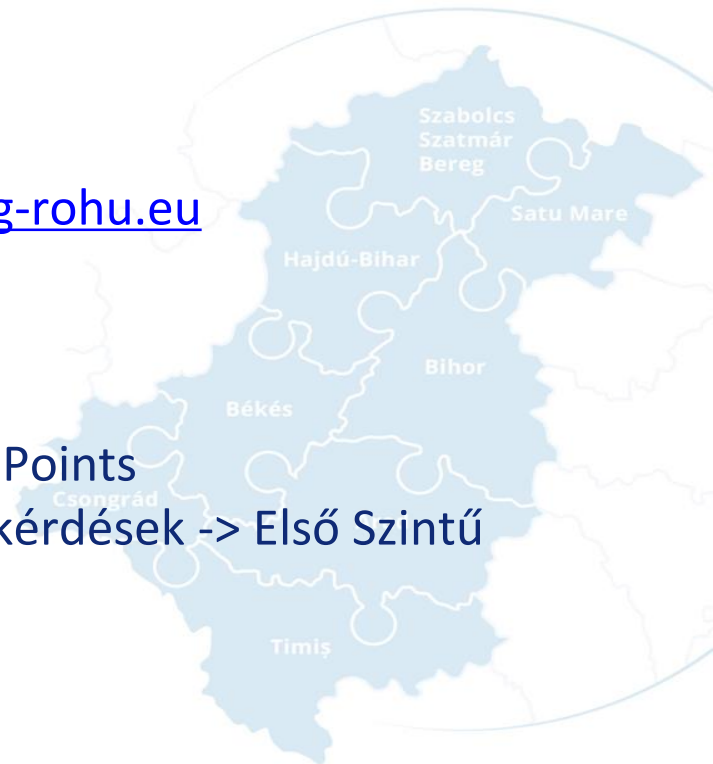 Szabolcs
Szatmár
Bereg
g-rohu.eu
Satu Mare
Hajdú-Bihar
Bihor
Békés
Points
Csongrád
kérdések -> Első Szintű
Timiș